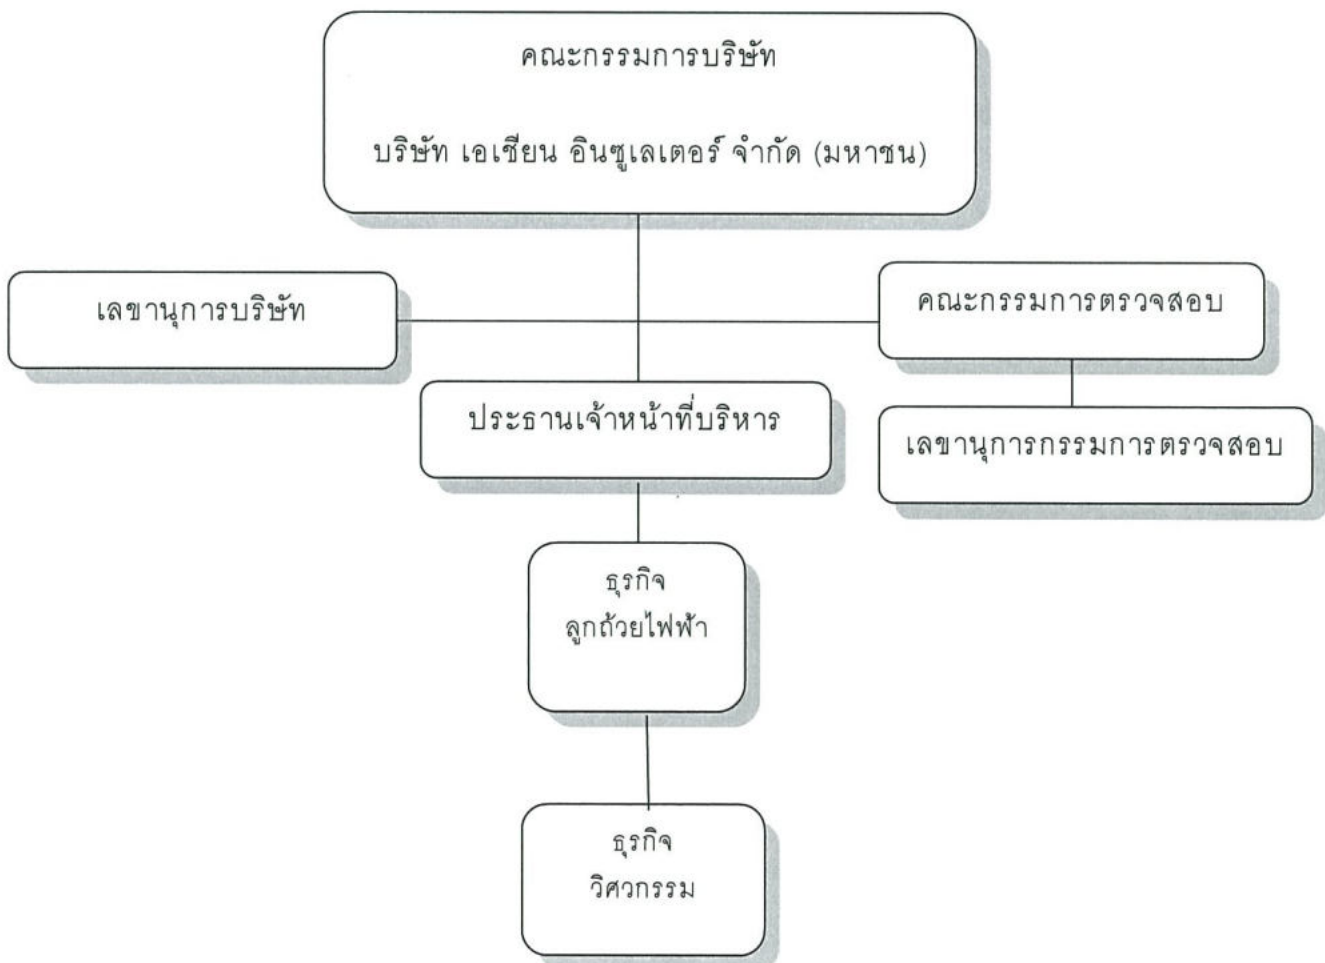 คณะกรรมการบริษัท
บริษัท เอเชียน อินซูเลเตอร์ จำกัด (มหาชน)
เลขานุการบริษัท
คณะกรรมการตรวจสอบ
ประธานเจ้าหน้าที่บริหาร
เลขานุการกรรมการตรวจสอบ
ธุรกิจ
ลูกถ้วยไฟฟ้า
ธุรกิจ
วิศวกรรม